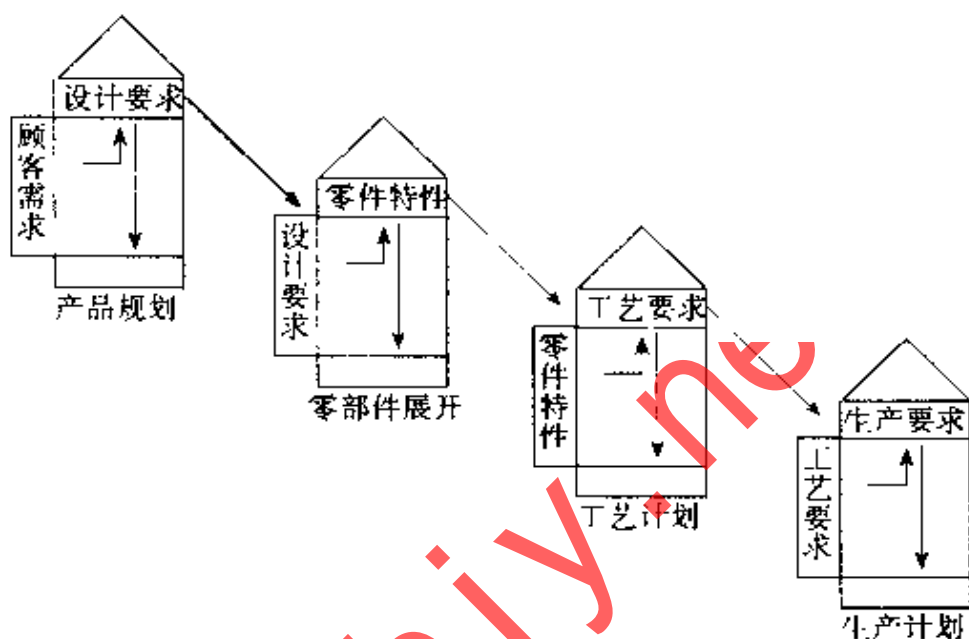 设计要求
顾客需求
产品规划
零件特性
设计要求
零部件展开
工艺要求
零件特性
工艺计划
生产要求
工艺要求
生产计划